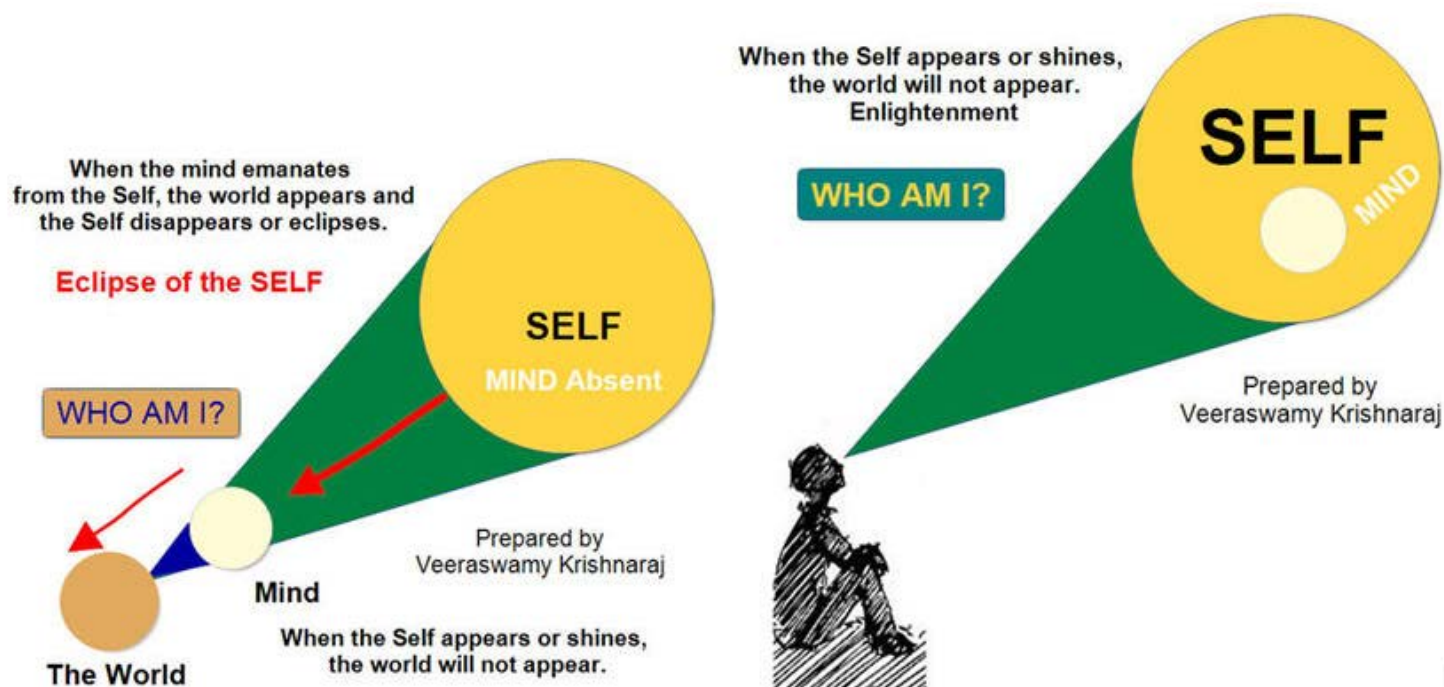 When the mind emanates
from the Self, the world appears and
the Self disappears or eclipses.
Eclipse of the SELF
SELF
MIND Absent
WHO AM I?
Prepared by
Veeraswamy Krishnaraj
Mind
When the Self appears or shines,
the world will not appear.
The World
When the Self appears or shines,
the world will not appear.
Enlightenment
SELF
MIND
WHO AM I?
Prepared by
Veeraswamy Krishnaraj